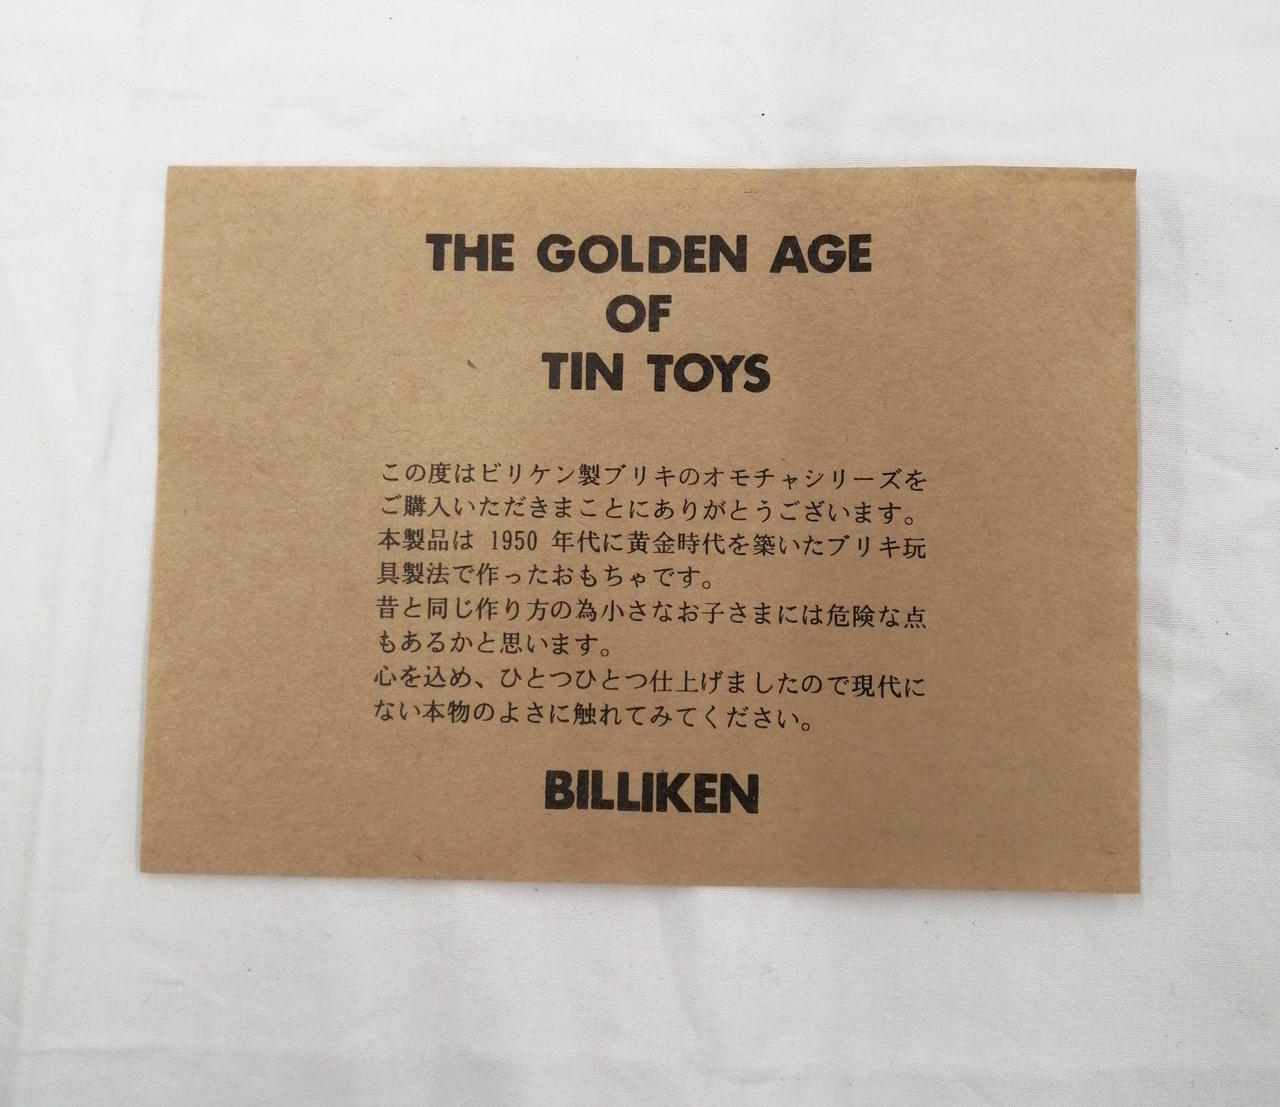 THE GOLDEN AGE
OF
TIN TOYS
この度はビリケン製ブリキのオモチャシリーズを
ご購入いただきまことにありがとうございます。
本製品は 1950 年代に黄金時代を築いたブリキ玩
具製法で作ったおもちゃです。
昔と同じ作り方の為小さなお子さまには危険な点
もあるかと思います。
心を込め、ひとつひとつ仕上げましたので現代に
ない本物のよさに触れてみてください。
BILLIKEN